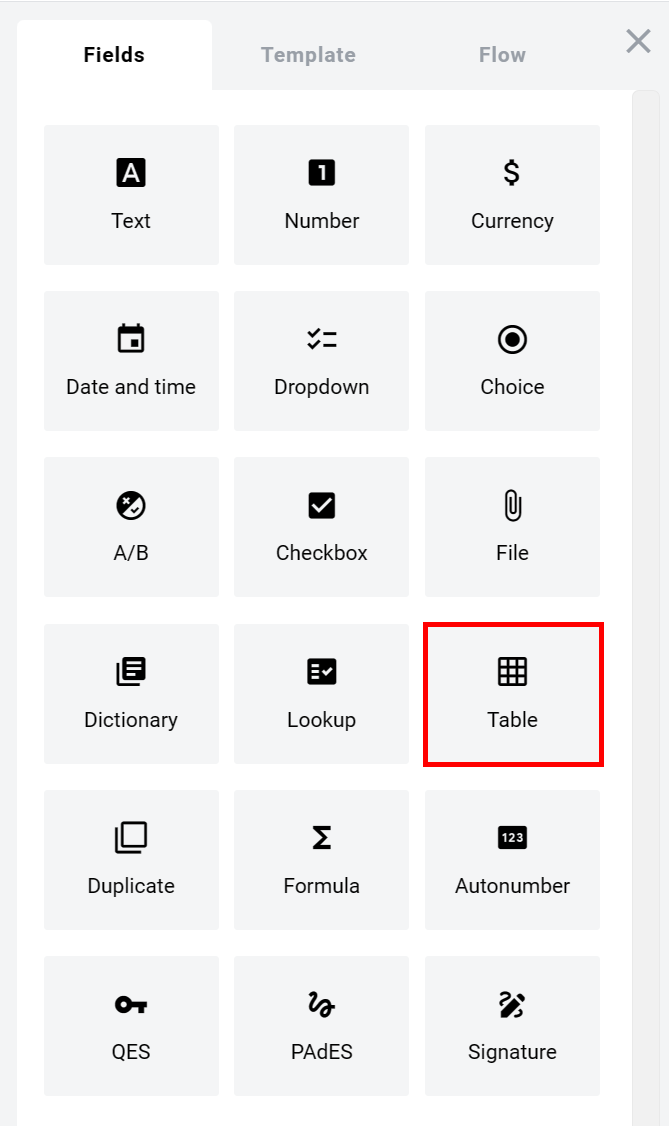 Fields Template Flow
Text Number Currency
Date and time Dropdown Choice
A/B Checkbox File
Dictionary Lookup Table
Duplicate Formula 123 Autonumber
QES PAdES Signature